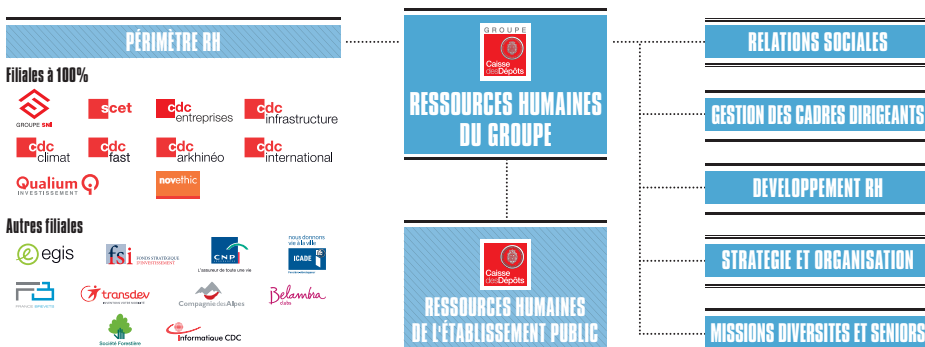 PÉRIMÈTRE RH
Filiales à 100%
GROUPE SNI
scet
cdc
entreprises
cdc
infrastructure
cdc
climat
cdc
fast
cdc
arkhinéo
cdc
international
Qualium
INVESTISSEMENT
novethic
Autres filiales
egis
fsi FONDS STRATÉGIQUE
D'INVESTISSEMENT
CNP
L'assureur de toute une vie
nous donnons
vie à la ville
ICADE
transdev
Compagnie des Alpes
Belambra
clubs
Société Forestière
Informatique CDC
GROUPE
Caisse
des Dépôts
RESSOURCES HUMAINES
DU GROUPE
Caisse
des Dépôts
RESSOURCES HUMAINES
DE L'ÉTABLISSEMENT PUBLIC
RELATIONS SOCIALES
GESTION DES CADRES DIRIGEANTS
DEVELOPPEMENT RH
STRATEGIE ET ORGANISATION
MISSIONS DIVERSITES ET SENIORS